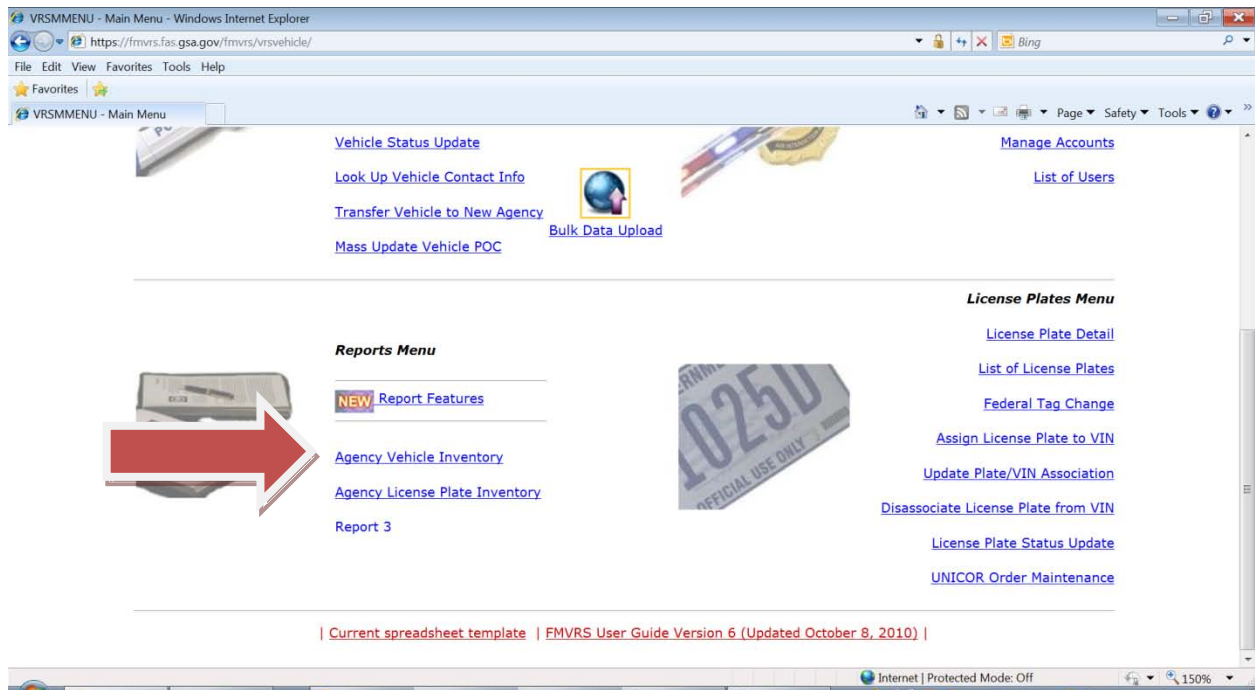 VRSMMENU - Main Menu - Windows Internet Explorer
https://fmvrs.fas.gsa.gov/fmvrs/vrsvehicle/
Bing
File Edit View Favorites Tools Help
Favorites
VRSMMENU - Main Menu
Page Safety Tools
Vehicle Status Update
Look Up Vehicle Contact Info
Transfer Vehicle to New Agency
Mass Update Vehicle POC
Bulk Data Upload
Manage Accounts
List of Users
Reports Menu
NEW Report Features
Agency Vehicle Inventory
Agency License Plate Inventory
Report 3
1025D
OFFICIAL USE ONLY
License Plates Menu
License Plate Detail
List of License Plates
Federal Tag Change
Assign License Plate to VIN
Update Plate/VIN Association
Disassociate License Plate from VIN
License Plate Status Update
UNICOR Order Maintenance
| Current spreadsheet template | FMVRS User Guide Version 6 (Updated October 8, 2010) |
Internet | Protected Mode: Off
150%